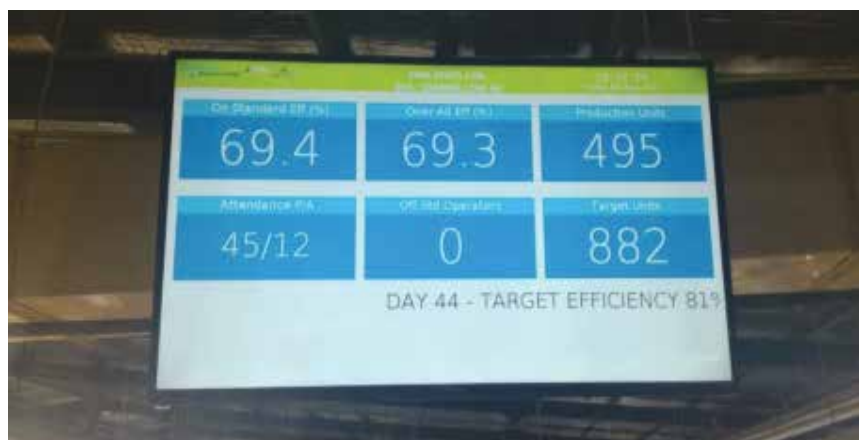 On Standard Eff (%)
Over All Eff (%)
Production Units
69.4
69.3
495
Attendance P/A
Off Std Operators
Target Units
45/12
0
882
DAY 44 - TARGET EFFICIENCY 81%